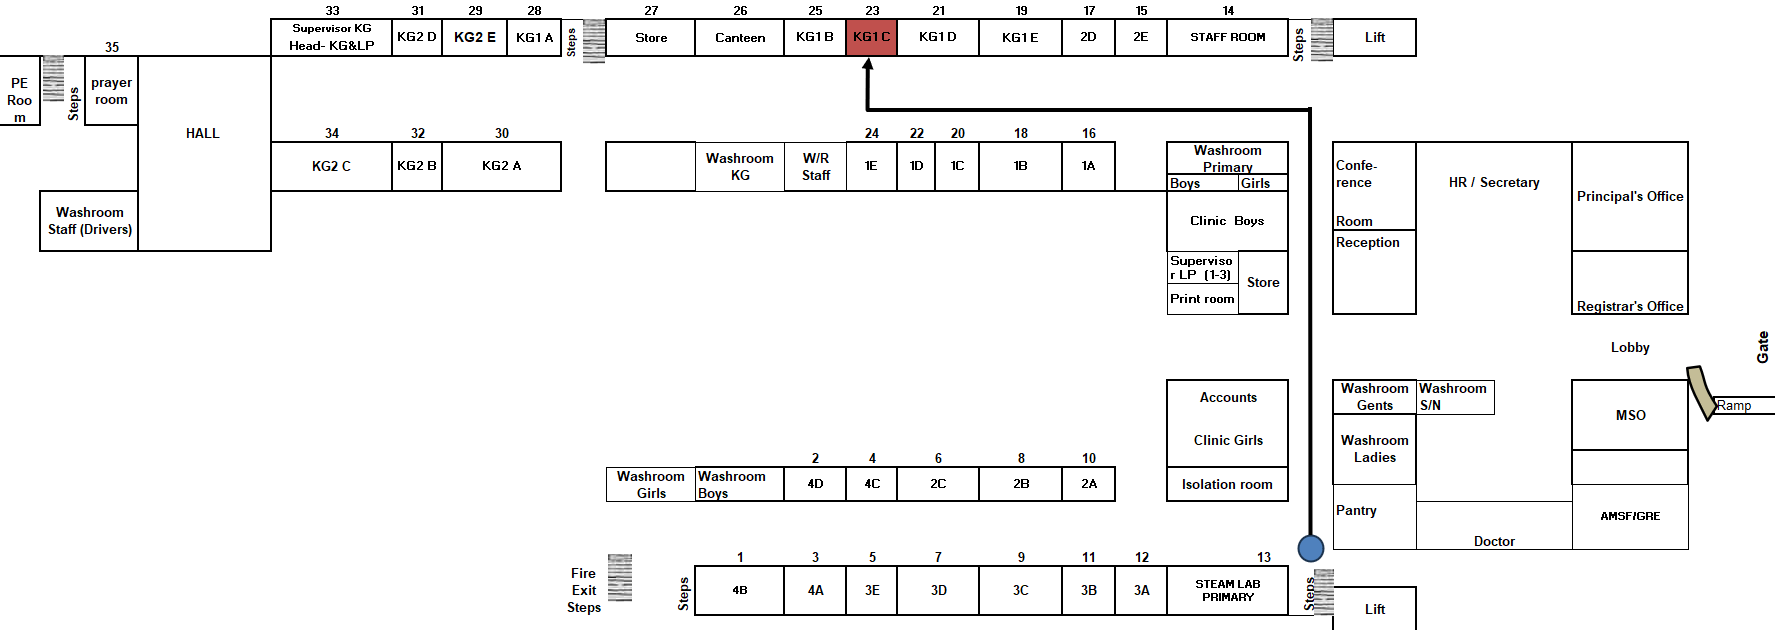 33 31 29 28 27 26 25 23 21 19 17 15 14
Supervisor KG
Head- KG&LP
KG2 D
KG2 E
KG1 A
Steps
Store
Canteen
KG1 B
KG1 C
KG1 D
KG1 E
2D
2E
STAFF ROOM
Steps
Lift
35
PE
Roo
m
Steps
prayer
room
HALL
34 32 30 24 22 20 18 16
KG2 C
KG2 B
KG2 A
Washroom
KG
W/R
Staff
1E
1D
1C
1B
1A
Washroom
Primary
Boys
Girls
Clinic Boys
Superviso
r LP (1-3)
Print room
Store
Confe-
rence
Room
Reception
HR / Secretary
Principal's Office
Registrar's Office
Washroom
Staff (Drivers)
Lobby
Gate
Ramp
Accounts
Clinic Girls
Isolation room
Washroom
Gents
Washroom
S/N
Washroom
Ladies
Pantry
Doctor
MSO
AMSF/GRE
2 4 6 8 10
Washroom
Girls
Washroom
Boys
4D
4C
2C
2B
2A
1 3 5 7 9 11 12 13
Fire
Exit
Steps
Steps
4B
4A
3E
3D
3C
3B
3A
STEAM LAB
PRIMARY
Steps
Lift